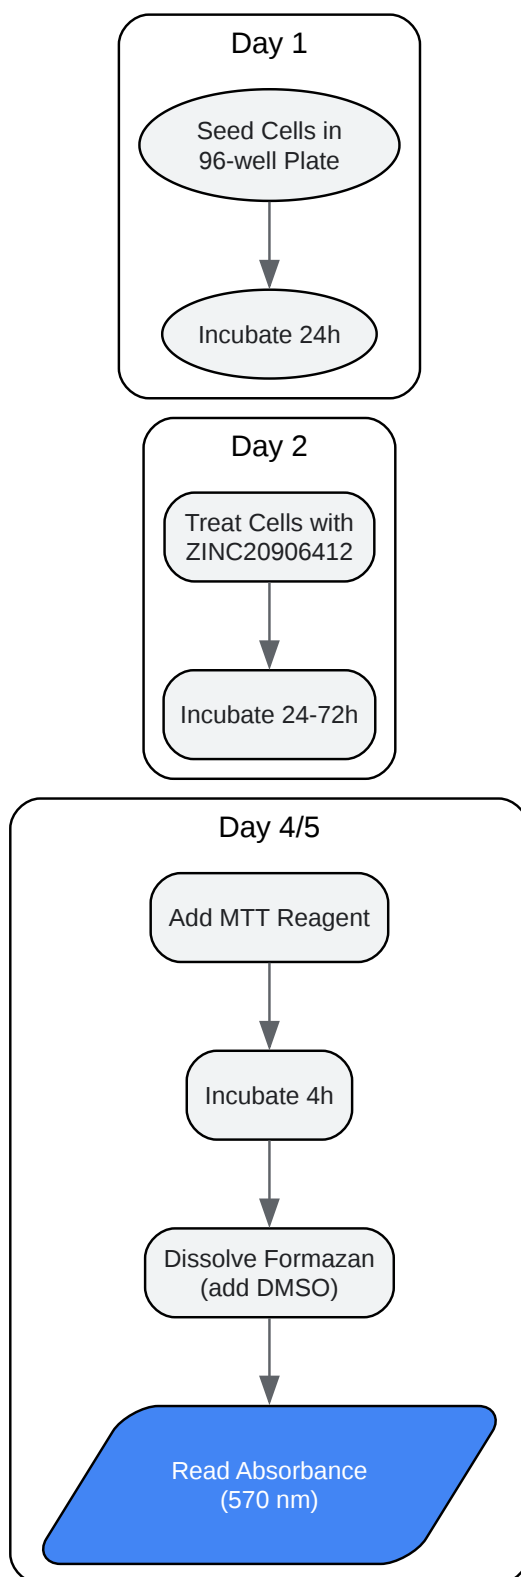 Day 1
Seed Cells in
96-well Plate
Incubate 24h
Day 2
Treat Cells with
ZINC20906412
Incubate 24-72h
Day 4/5
Add MTT Reagent
Incubate 4h
Dissolve Formazan
(add DMSO)
Read Absorbance
(570 nm)